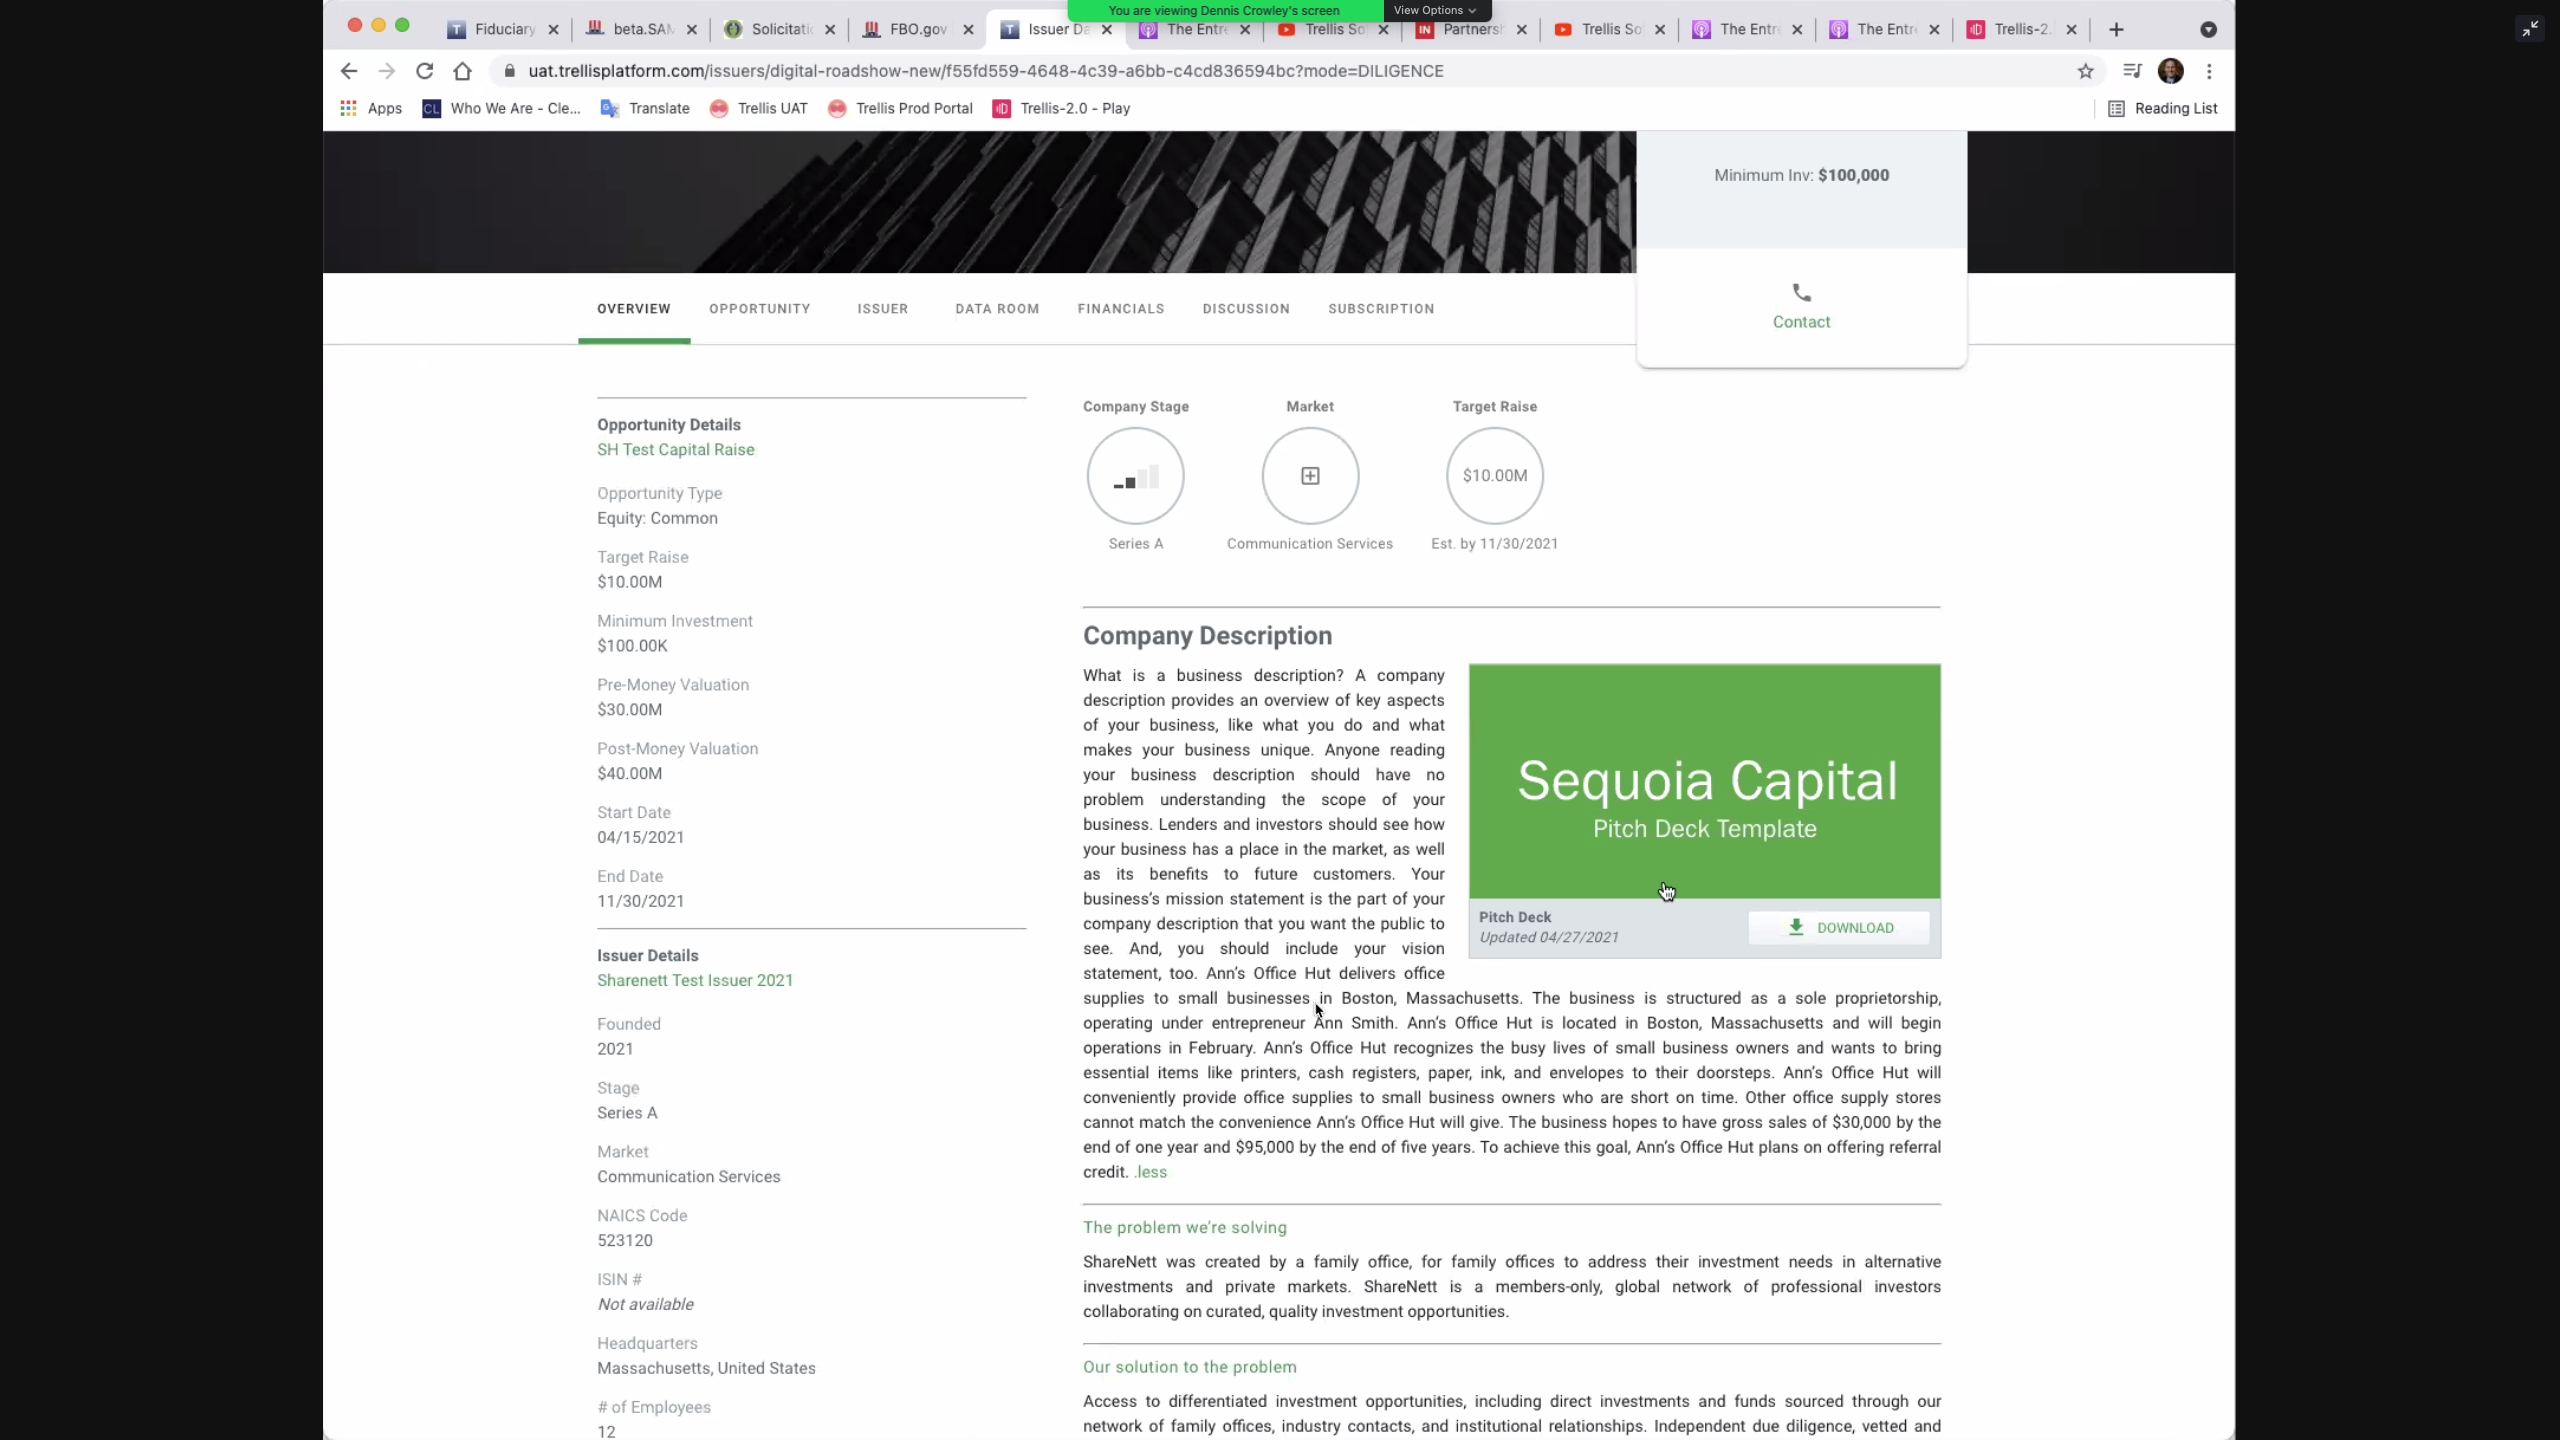 You are viewing Dennis Crowley's screen
View Options
Fiduciary
beta.SAM
Solicitatio
FBO.gov
Issuer Da
The Entre
Trellis So
Partnersh
Trellis So
The Entr
The Entr
Trellis-2.
uat.trellisplatform.com/issuers/digital-roadshow-new/f55fd559-4648-4c39-a6bb-c4cd836594bc?mode=DILIGENCE
Apps
CL
Who We Are - Cle...
Translate
Trellis UAT
Trellis Prod Portal
Trellis-2.0 - Play
Reading List
Minimum Inv: $100,000
Contact
OVERVIEW
OPPORTUNITY
ISSUER
DATA ROOM
FINANCIALS
DISCUSSION
SUBSCRIPTION
Opportunity Details
SH Test Capital Raise
Opportunity Type
Equity: Common
Target Raise
$10.00M
Minimum Investment
$100.00K
Pre-Money Valuation
$30.00M
Post-Money Valuation
$40.00M
Start Date
04/15/2021
End Date
11/30/2021
Issuer Details
Sharenett Test Issuer 2021
Founded
2021
Stage
Series A
Market
Communication Services
NAICS Code
523120
ISIN #
Not available
Headquarters
Massachusetts, United States
# of Employees
12
Company Stage
Series A
Market
Communication Services
Target Raise
$10.00M
Est. by 11/30/2021
Company Description
What is a business description? A company
description provides an overview of key aspects
of your business, like what you do and what
makes your business unique. Anyone reading
your business description should have no
problem understanding the scope of your
business. Lenders and investors should see how
your business has a place in the market, as well
as its benefits to future customers. Your
business's mission statement is the part of your
company description that you want the public to
see. And, you should include your vision
statement, too. Ann's Office Hut delivers office
supplies to small businesses in Boston, Massachusetts. The business is structured as a sole proprietorship,
operating under entrepreneur Ann Smith. Ann's Office Hut is located in Boston, Massachusetts and will begin
operations in February. Ann's Office Hut recognizes the busy lives of small business owners and wants to bring
essential items like printers, cash registers, paper, ink, and envelopes to their doorsteps. Ann's Office Hut will
conveniently provide office supplies to small business owners who are short on time. Other office supply stores
cannot match the convenience Ann's Office Hut will give. The business hopes to have gross sales of $30,000 by the
end of one year and $95,000 by the end of five years. To achieve this goal, Ann's Office Hut plans on offering referral
credit. .less
Sequoia Capital
Pitch Deck Template
Pitch Deck
Updated 04/27/2021
DOWNLOAD
The problem we're solving
ShareNett was created by a family office, for family offices to address their investment needs in alternative
investments and private markets. ShareNett is a members-only, global network of professional investors
collaborating on curated, quality investment opportunities.
Our solution to the problem
Access to differentiated investment opportunities, including direct investments and funds sourced through our
network of family offices, industry contacts, and institutional relationships. Independent due diligence, vetted and